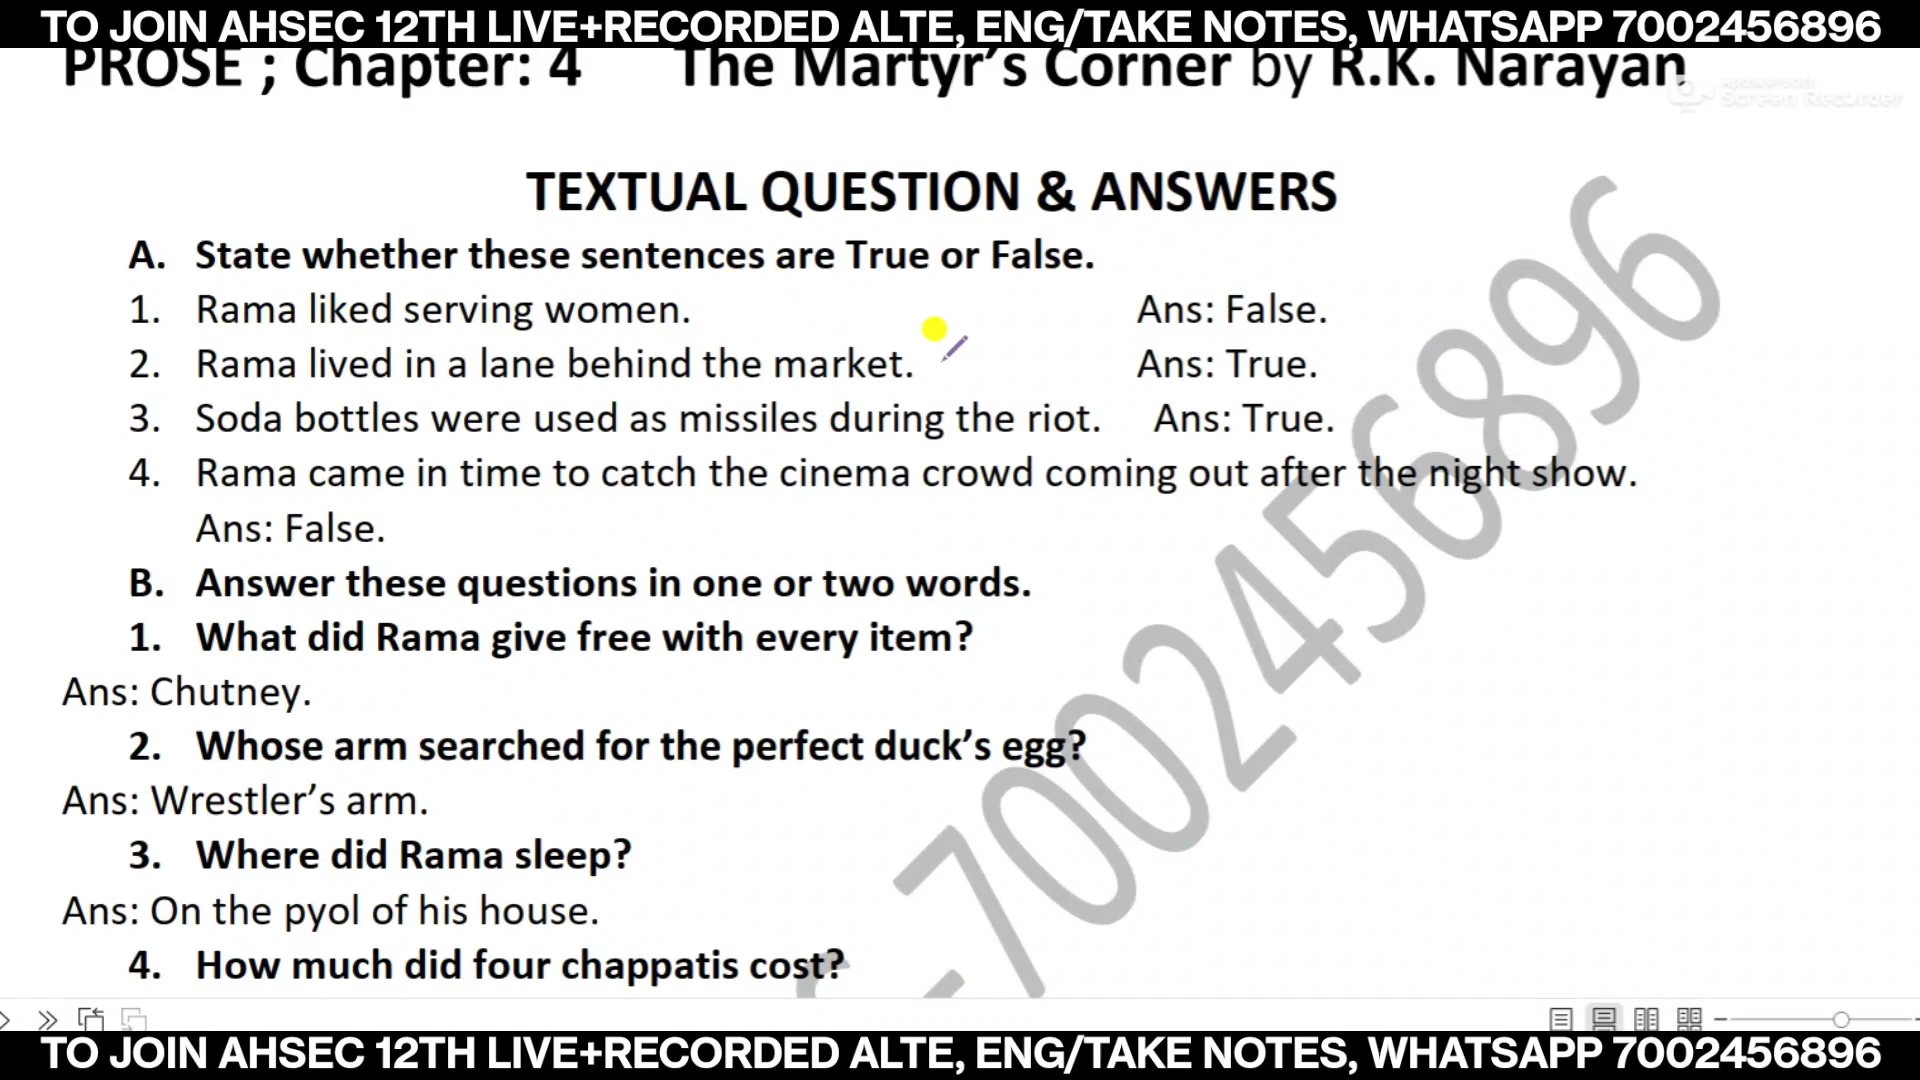 TO JOIN AHSEC 12TH LIVE+RECORDED ALTE, ENG/TAKE NOTES, WHATSAPP 7002456896
PROSE ; Chapter: 4 The Martyr's Corner by R.K. Narayan
Apowersoft
Screen Recorder
TEXTUAL QUESTION & ANSWERS
A. State whether these sentences are True or False.
1. Rama liked serving women. Ans: False.
2. Rama lived in a lane behind the market. Ans: True.
3. Soda bottles were used as missiles during the riot. Ans: True.
4. Rama came in time to catch the cinema crowd coming out after the night show.
Ans: False.
B. Answer these questions in one or two words.
1. What did Rama give free with every item?
Ans: Chutney.
2. Whose arm searched for the perfect duck’s egg?
Ans: Wrestler’s arm.
3. Where did Rama sleep?
Ans: On the pyol of his house.
4. How much did four chappatis cost?
-7002456896
TO JOIN AHSEC 12TH LIVE+RECORDED ALTE, ENG/TAKE NOTES, WHATSAPP 7002456896